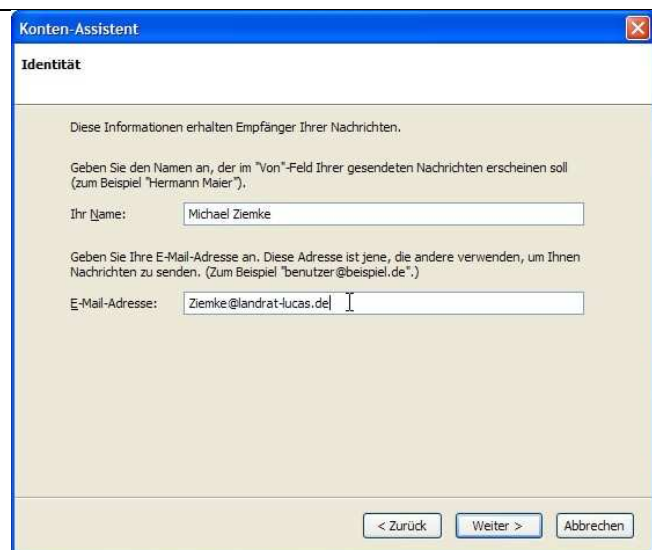 Konten-Assistent
Identität
Diese Informationen erhalten Empfänger Ihrer Nachrichten.
Geben Sie den Namen an, der im "Von"-Feld Ihrer gesendeten Nachrichten erscheinen soll
(zum Beispiel "Hermann Maier").
Ihr Name: Michael Ziemke
Geben Sie Ihre E-Mail-Adresse an. Diese Adresse ist jene, die andere verwenden, um Ihnen
Nachrichten zu senden. (Zum Beispiel "benutzer@beispiel.de".)
E-Mail-Adresse: Ziemke@landrat-lucas.de
< Zurück Weiter > Abbrechen